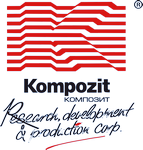 ®
Kompozit
КОМПОЗИТ
Research, development
& production corp.